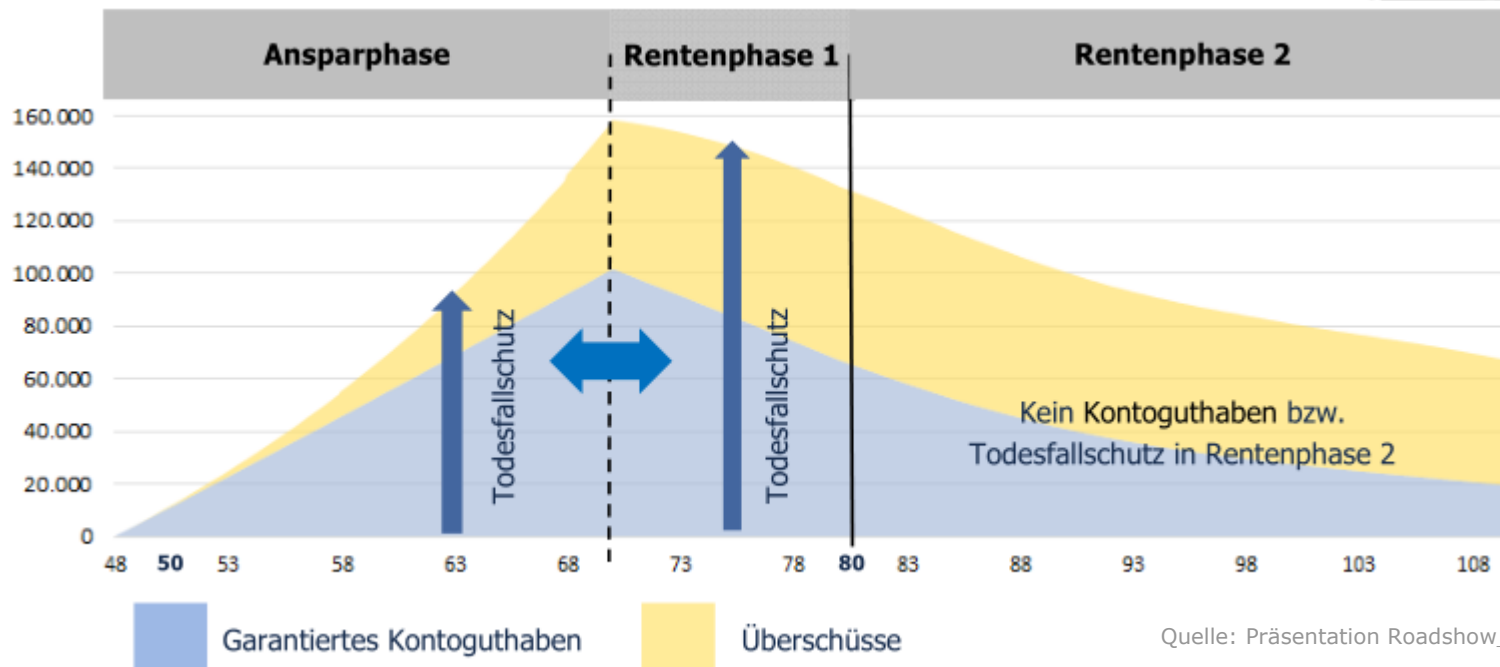 Ansparphase Rentenphase 1 Rentenphase 2
160.000
140.000
120.000
100.000
80.000
60.000
40.000
20.000
0
Todesfallschutz
Todesfallschutz
Kein Kontoguthaben bzw.
Todesfallschutz in Rentenphase 2
48 50 53 58 63 68 73 78 80 83 88 93 98 103 108
Garantiertes Kontoguthaben Überschüsse
Quelle: Präsentation Roadshow_